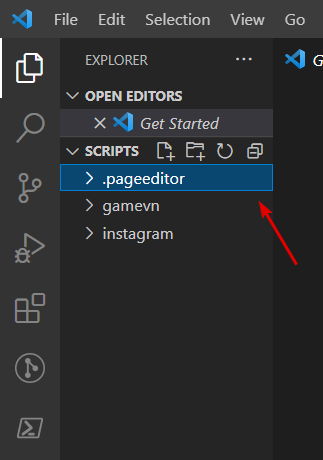 File Edit Selection View Go
EXPLORER
OPEN EDITORS
Get Started
SCRIPTS
.pageeditor
gamevn
instagram